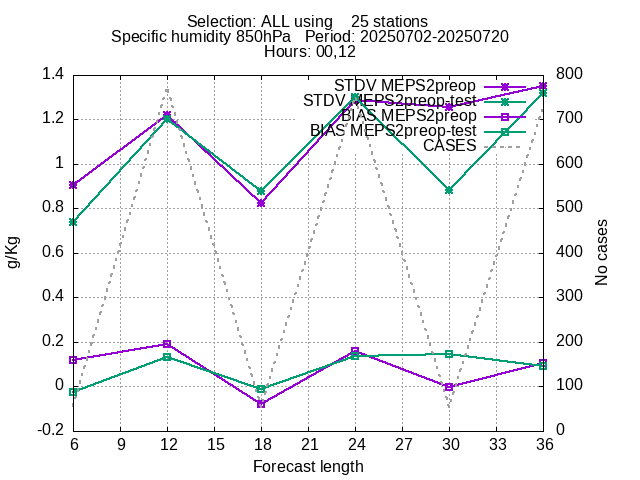 Selection: ALL using    25 stations
Specific humidity 850hPa   Period: 20250702-20250720
Hours: 00,12
1.4
1.2
1
0.8
0.6
0.4
0.2
0
-0.2
g/Kg
STDV MEPS2preop
STDV MEPS2preop-test
BIAS MEPS2preop
BIAS MEPS2preop-test
CASES
800
700
600
500
400
300
200
100
0
No cases
6 9 12 15 18 21 24 27 30 33 36
Forecast length